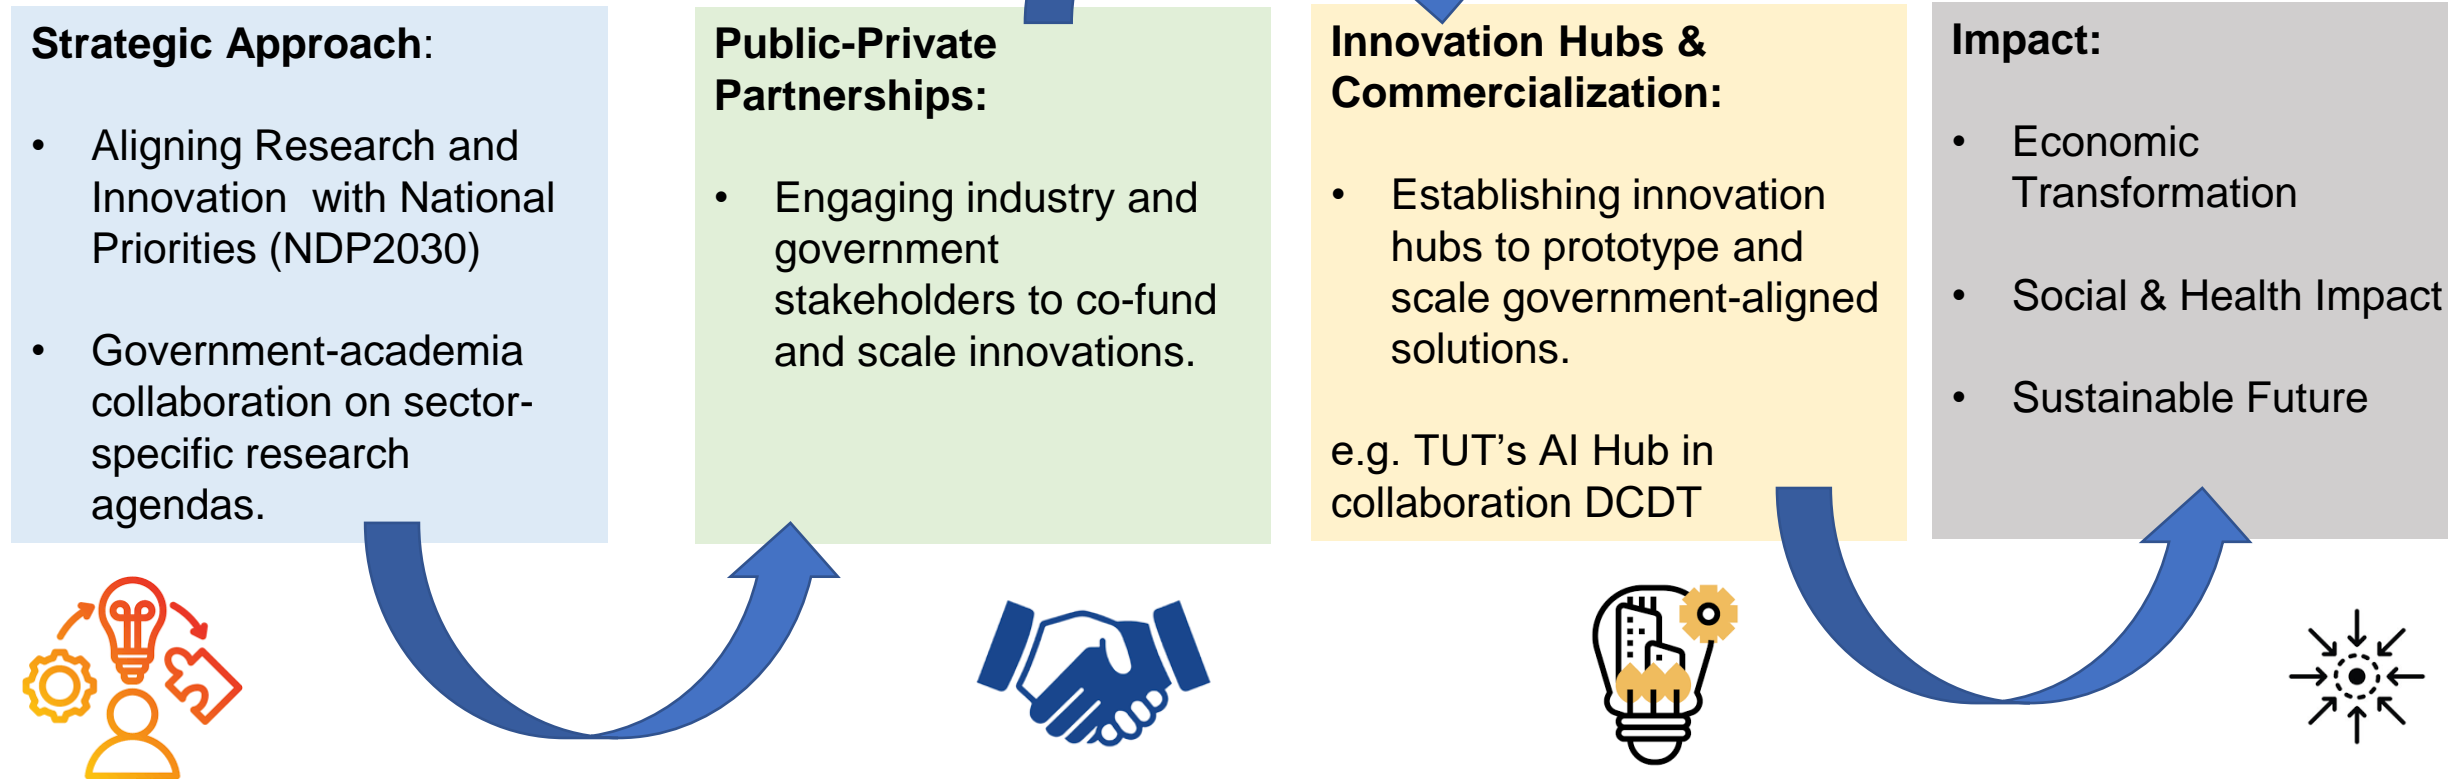 Strategic Approach:
• Aligning Research and
Innovation  with National
Priorities (NDP2030)
• Government-academia
collaboration on sector-
specific research
agendas.
Public-Private
Partnerships:
• Engaging industry and
government
stakeholders to co-fund
and scale innovations.
Innovation Hubs &
Commercialization:
• Establishing innovation
hubs to prototype and
scale government-aligned
solutions.
e.g. TUT’s AI Hub in
collaboration DCDT
Impact:
• Economic
Transformation
• Social & Health Impact
• Sustainable Future